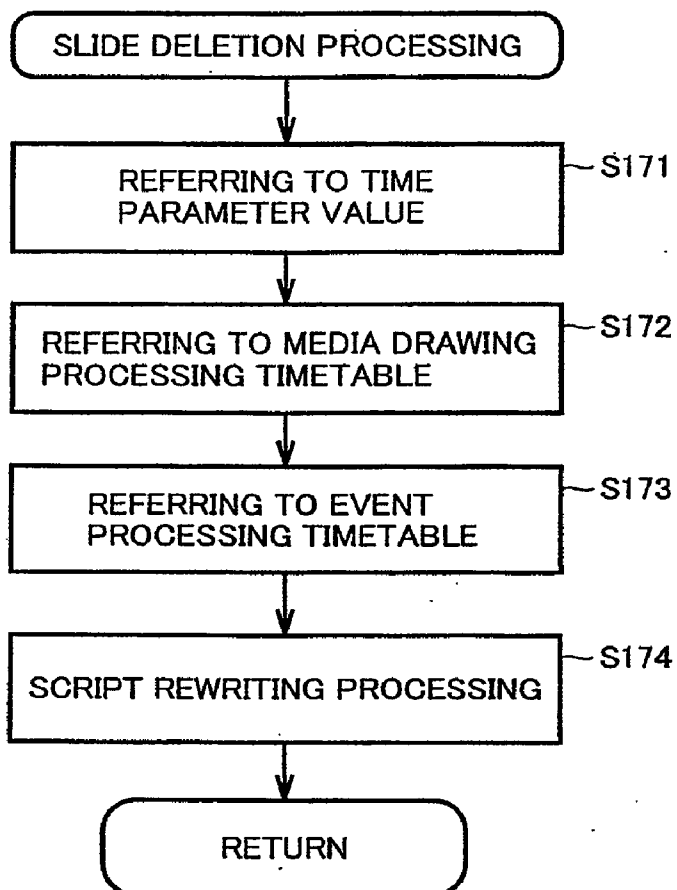 SLIDE DELETION PROCESSING
REFERRING TO TIME
PARAMETER VALUE
S171
REFERRING TO MEDIA DRAWING
PROCESSING TIMETABLE
S172
REFERRING TO EVENT
PROCESSING TIMETABLE
S173
SCRIPT REWRITING PROCESSING
S174
RETURN